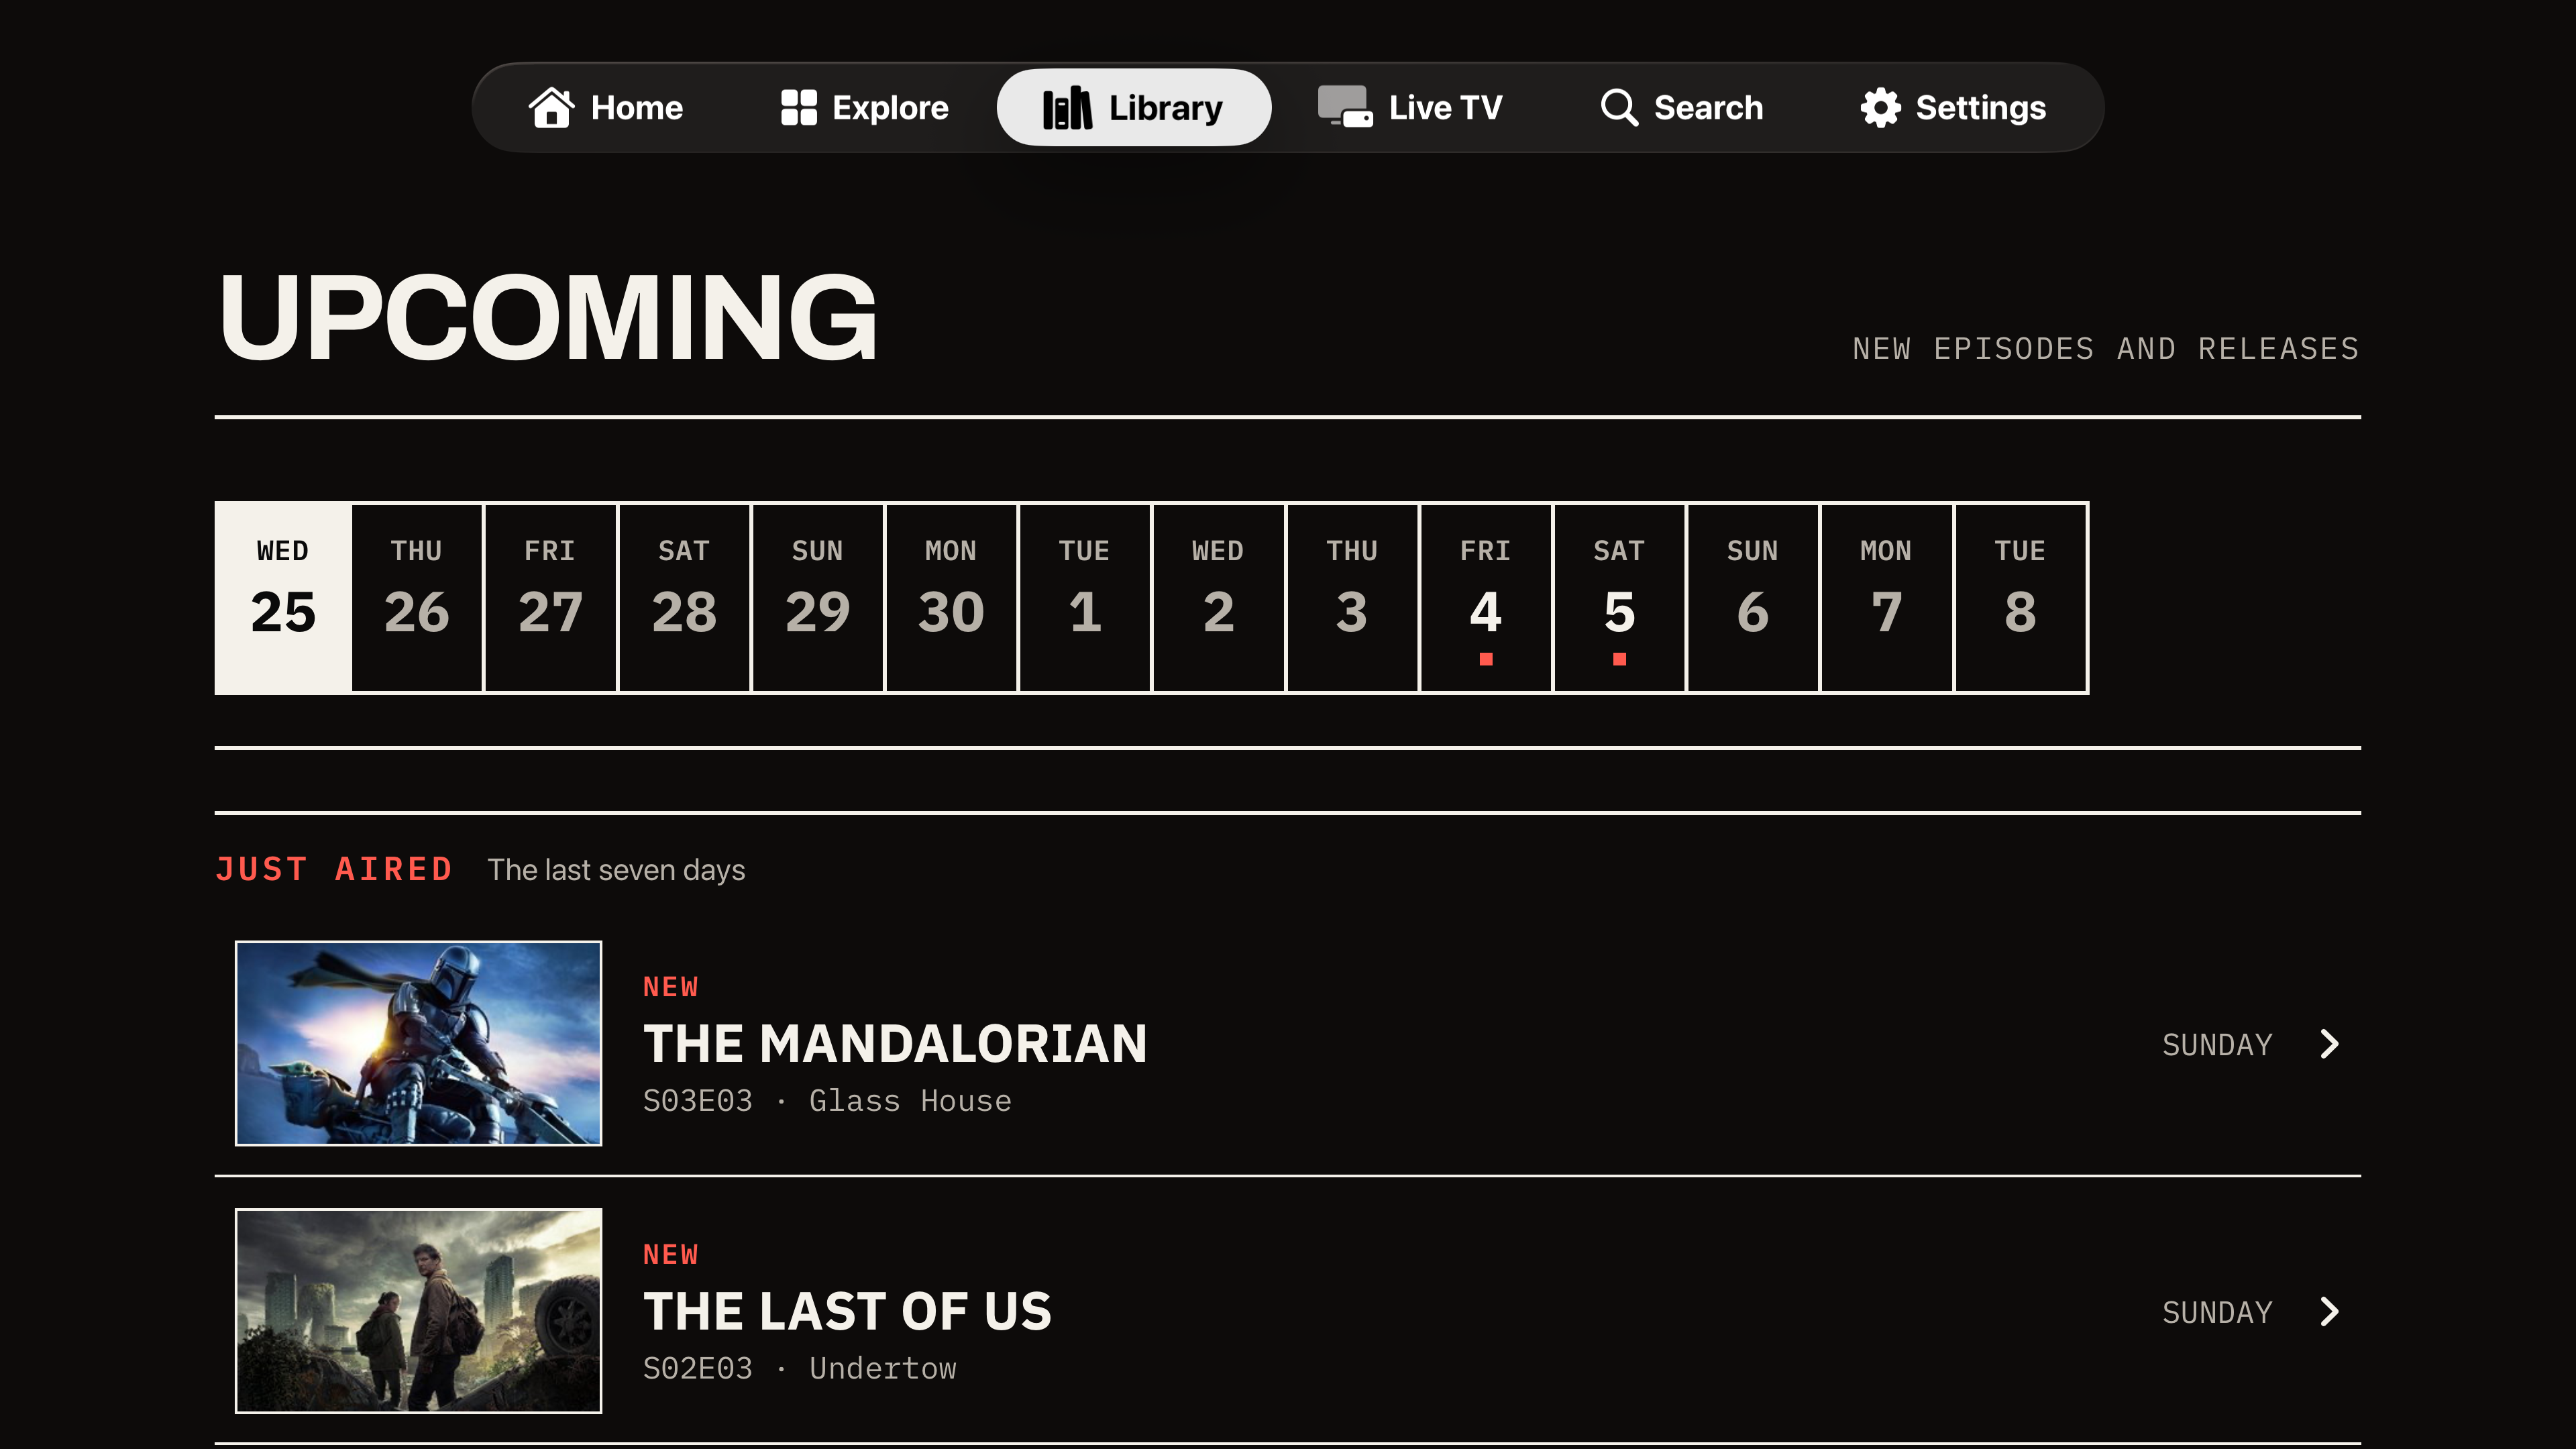 Home Explore Library Live TV Search Settings
UPCOMING
NEW EPISODES AND RELEASES
WED THU FRI SAT SUN MON TUE WED THU FRI SAT SUN MON TUE
25 26 27 28 29 30 1 2 3 4 5 6 7 8
JUST AIRED The last seven days
NEW
THE MANDALORIAN
SUNDAY
S03E03 · Glass House
NEW
THE LAST OF US
SUNDAY
S02E03 · Undertow